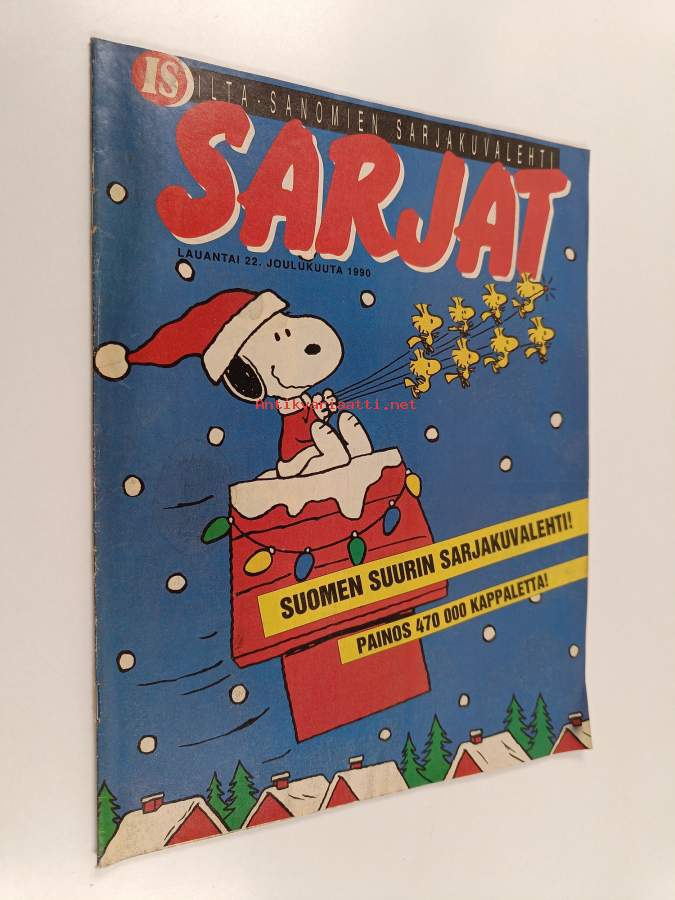 IS
ILTA-SANOMIEN SARJAKUVALEHTI
SARJAT
LAUANTAI 22. JOULUKUUTA 1990
Antikvariaatti.net
SUOMEN SUURIN SARJAKUVALEHTI!
PAINOS 470 000 KAPPALETTA!